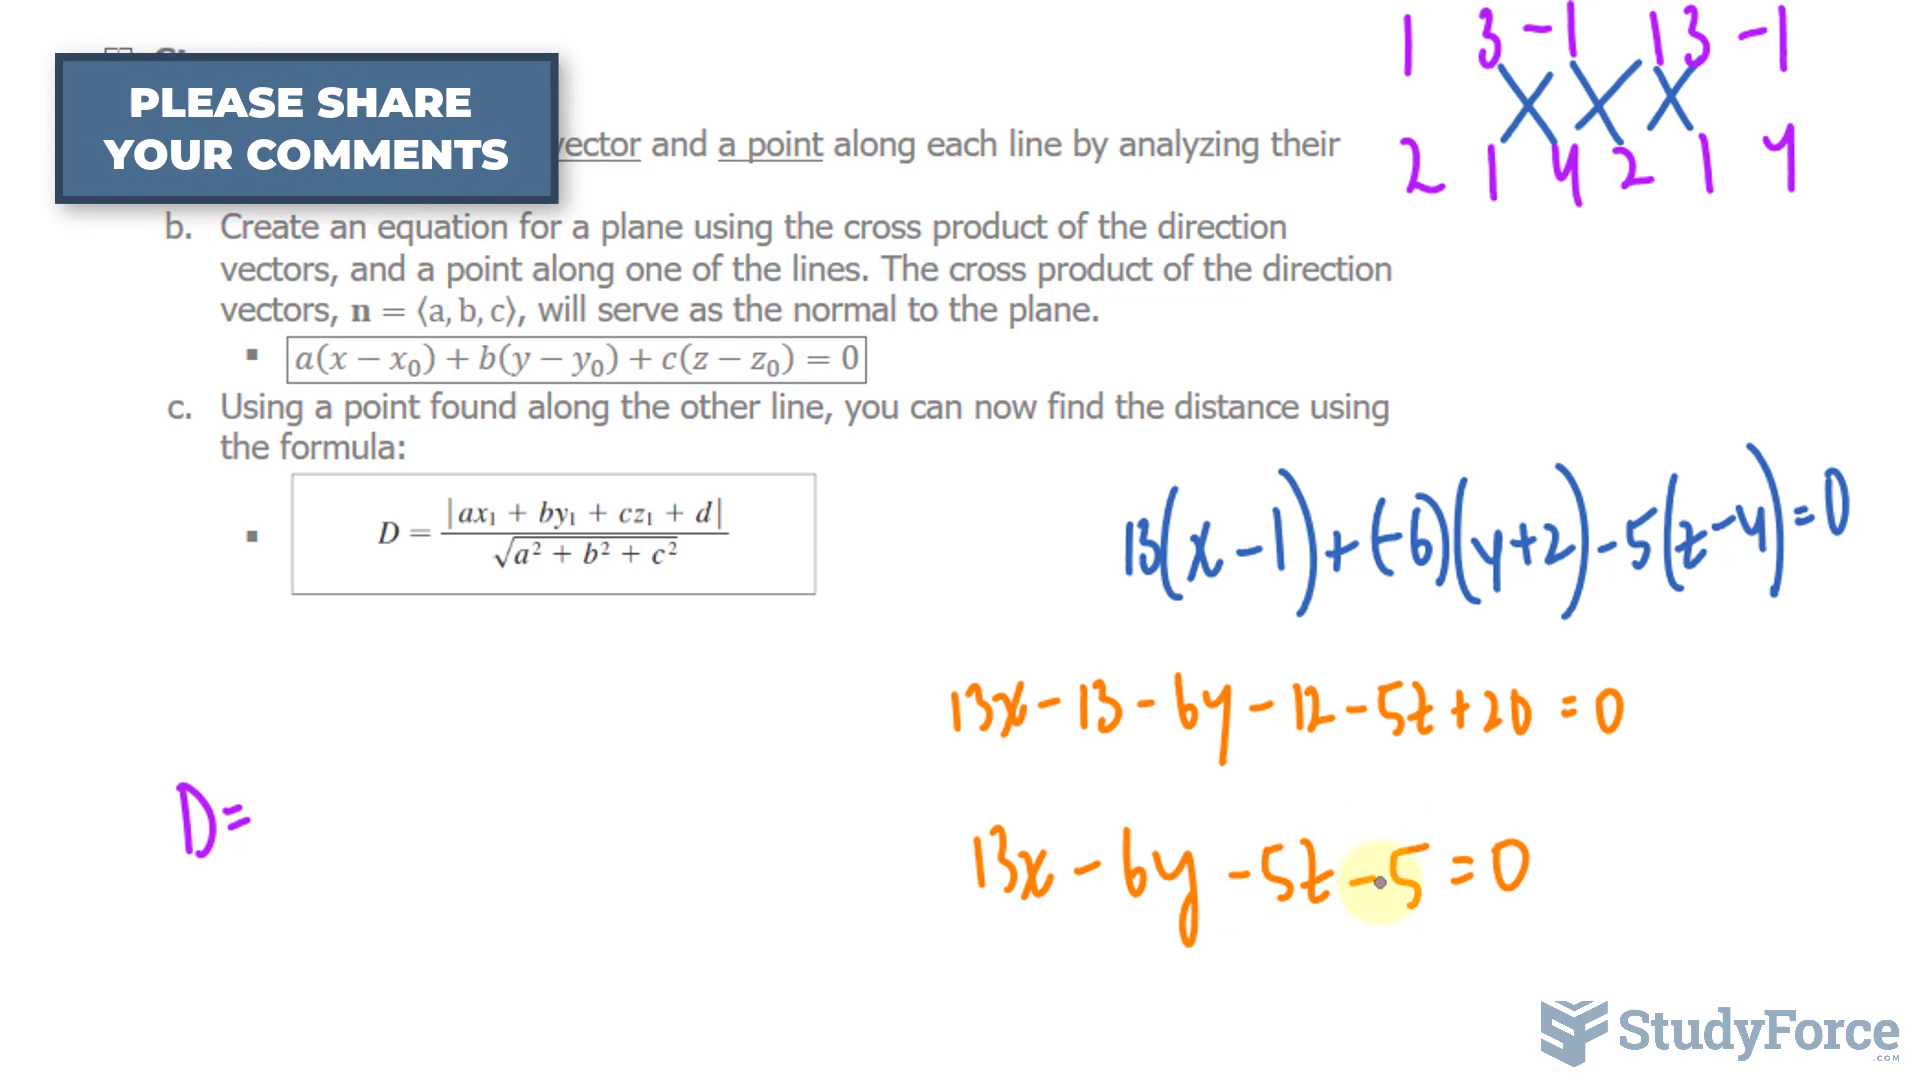 PLEASE SHARE
YOUR COMMENTS
vector and a point along each line by analyzing their
b. Create an equation for a plane using the cross product of the direction
vectors, and a point along one of the lines. The cross product of the direction
vectors, n = ⟨a, b, c⟩, will serve as the normal to the plane.
▪ a(x − x₀) + b(y − y₀) + c(z − z₀) = 0
c. Using a point found along the other line, you can now find the distance using
the formula:
▪ D = |ax₁ + by₁ + cz₁ + d| / √a² + b² + c²
1 3 -1 1 3 -1
2 1 4 2 1 4
13(x-1)+(-6)(y+2)-5(z-4)=0
13x-13-6y-12-5z+20=0
D=
13x-6y-5z-5=0
StudyForce
.COM